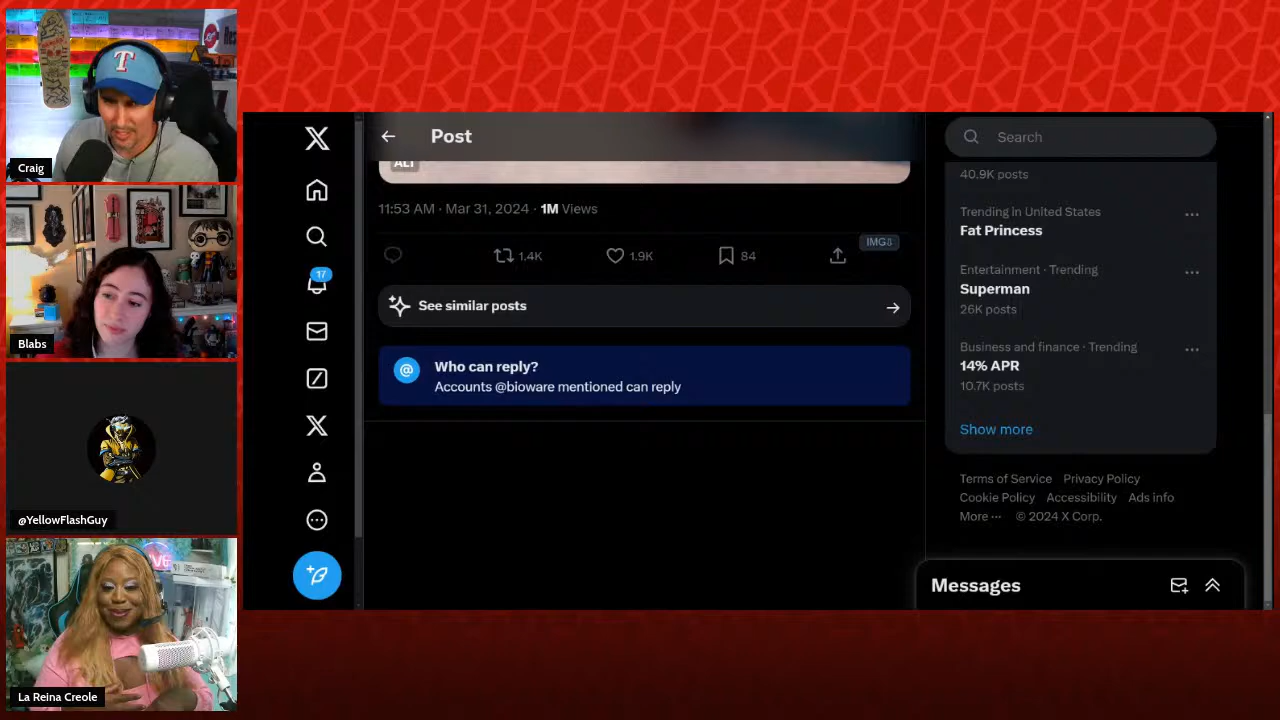 T
Res
Craig
Blabs
@YellowFlashGuy
La Reina Creole
Post
ALT
11:53 AM · Mar 31, 2024 · 1M Views
1.4K
1.9K
84
IMG⇩
See similar posts
Who can reply?
Accounts @bioware mentioned can reply
17
Search
40.9K posts
Trending in United States
Fat Princess
Entertainment · Trending
Superman
26K posts
Business and finance · Trending
14% APR
10.7K posts
Show more
Terms of Service Privacy Policy
Cookie Policy Accessibility Ads info
More ··· © 2024 X Corp.
Messages